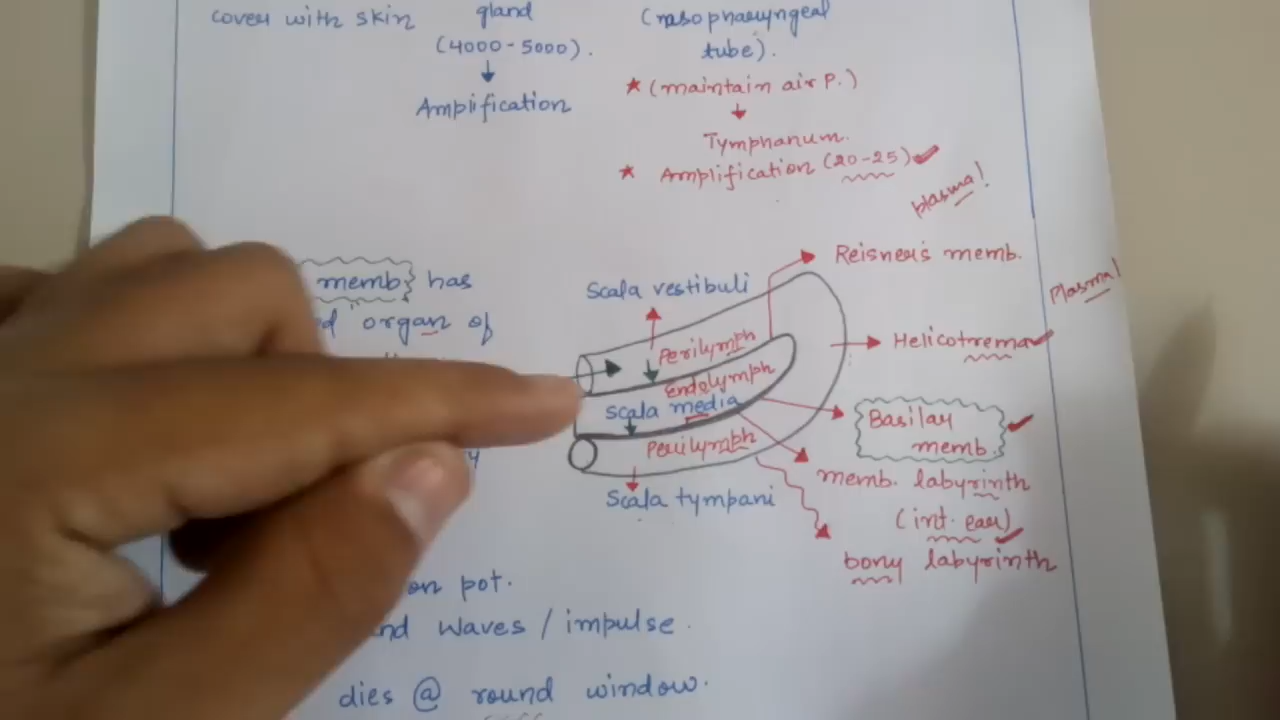 cover with skin
gland
(4000-5000).
Amplification
(nasopharyngeal
tube).
★ (maintain air P.)
Tymphanum.
★ Amplification (20-25)
plasma!
Reisner's memb.
Plasma!
memb. has
organ of
Scala vestibuli
Perilymph
Endolymph
Scala media
Perilymph
Scala tympani
Helicotrema
Basilar
memb.
memb. labyrinth
(int. ear)
bony labyrinth
on pot.
nd waves / impulse.
dies @ round window.